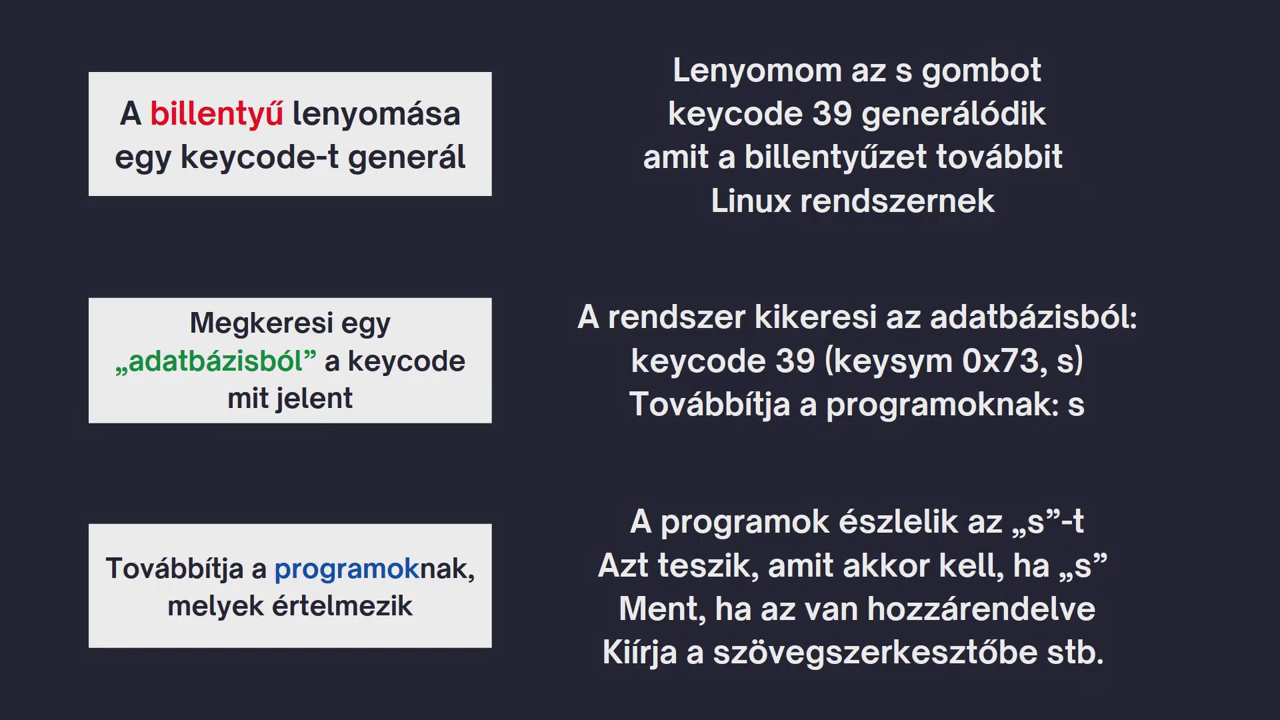 A billentyű lenyomása
egy keycode-t generál
Lenyomom az s gombot
keycode 39 generálódik
amit a billentyűzet továbbit
Linux rendszernek
Megkeresi egy
„adatbázisból” a keycode
mit jelent
A rendszer kikeresi az adatbázisból:
keycode 39 (keysym 0x73, s)
Továbbítja a programoknak: s
Továbbítja a programoknak,
melyek értelmezik
A programok észlelik az „s”-t
Azt teszik, amit akkor kell, ha „s”
Ment, ha az van hozzárendelve
Kiírja a szövegszerkesztőbe stb.